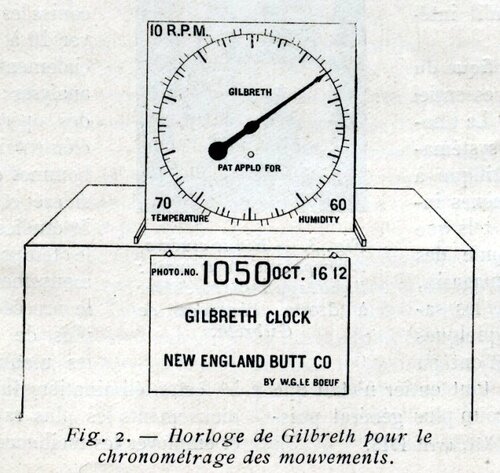 10 R.P.M.
GILBRETH
PAT APPLD FOR
70
TEMPERATURE
60
HUMIDITY
PHOTO.NO. 1050 OCT. 16 12
GILBRETH CLOCK
NEW ENGLAND BUTT CO
BY W.G.LE BOEUF
Fig. 2. — Horloge de Gilbreth pour le
chronométrage des mouvements.